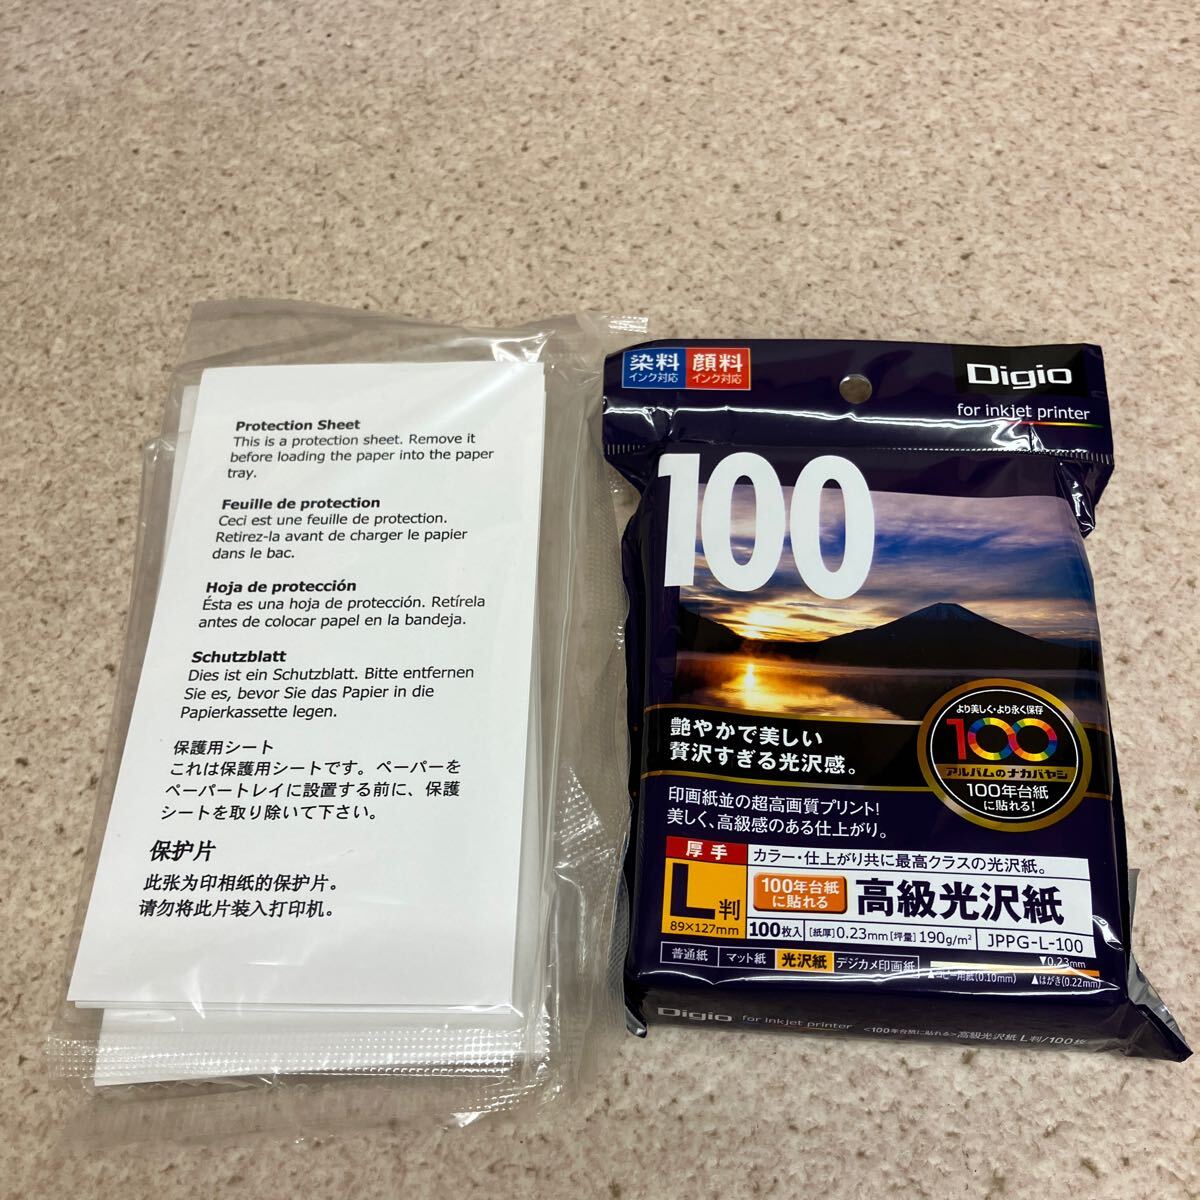 Protection Sheet
This is a protection sheet. Remove it
before loading the paper into the paper
tray.
Feuille de protection
Ceci est une feuille de protection.
Retirez-la avant de charger le papier
dans le bac.
Hoja de protección
Ésta es una hoja de protección. Retírela
antes de colocar papel en la bandeja.
Schutzblatt
Dies ist ein Schutzblatt. Bitte entfernen
Sie es, bevor Sie das Papier in die
Papierkassette legen.
保護用シート
これは保護用シートです。ペーパーを
ペーパートレイに設置する前に、保護
シートを取り除いて下さい。
保护片
此张为印相纸的保护片。
请勿将此片装入打印机。
染料 顔料
インク対応 インク対応
Digio
for inkjet printer
100
艶やかで美しい
贅沢すぎる光沢感。
より美しく・より永く保存
100
アルバムのナカバヤシ
100年台紙
に貼れる!
印画紙並の超高画質プリント!
美しく、高級感のある仕上がり。
厚手 カラー・仕上がり共に最高クラスの光沢紙。
L判
89×127mm
100年台紙
に貼れる
高級光沢紙
100枚入 [紙厚]0.23mm[坪量]190g/m² JPPG-L-100
普通紙 マット紙 光沢紙 デジカメ印画紙
▼0.23mm
▲コピー用紙(0.10mm) ▲はがき(0.22mm)
Digio for inkjet printer <100年台紙に貼れる>高級光沢紙 L判/100枚